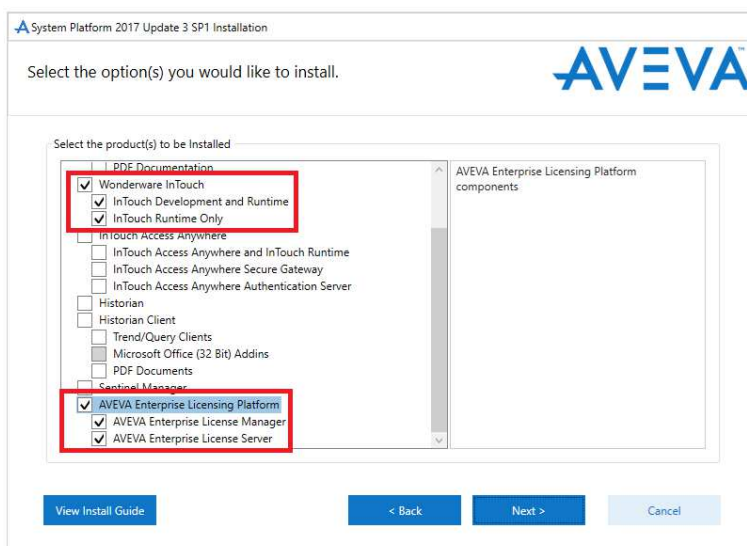 System Platform 2017 Update 3 SP1 Installation
Select the option(s) you would like to install.
AVEVA™
Select the product(s) to be Installed
PDF Documentation
Wonderware InTouch
InTouch Development and Runtime
InTouch Runtime Only
InTouch Access Anywhere
InTouch Access Anywhere and InTouch Runtime
InTouch Access Anywhere Secure Gateway
InTouch Access Anywhere Authentication Server
Historian
Historian Client
Trend/Query Clients
Microsoft Office (32 Bit) Addins
PDF Documents
Sentinel Manager
AVEVA Enterprise Licensing Platform
AVEVA Enterprise License Manager
AVEVA Enterprise License Server
AVEVA Enterprise Licensing Platform
components
View Install Guide
< Back
Next >
Cancel